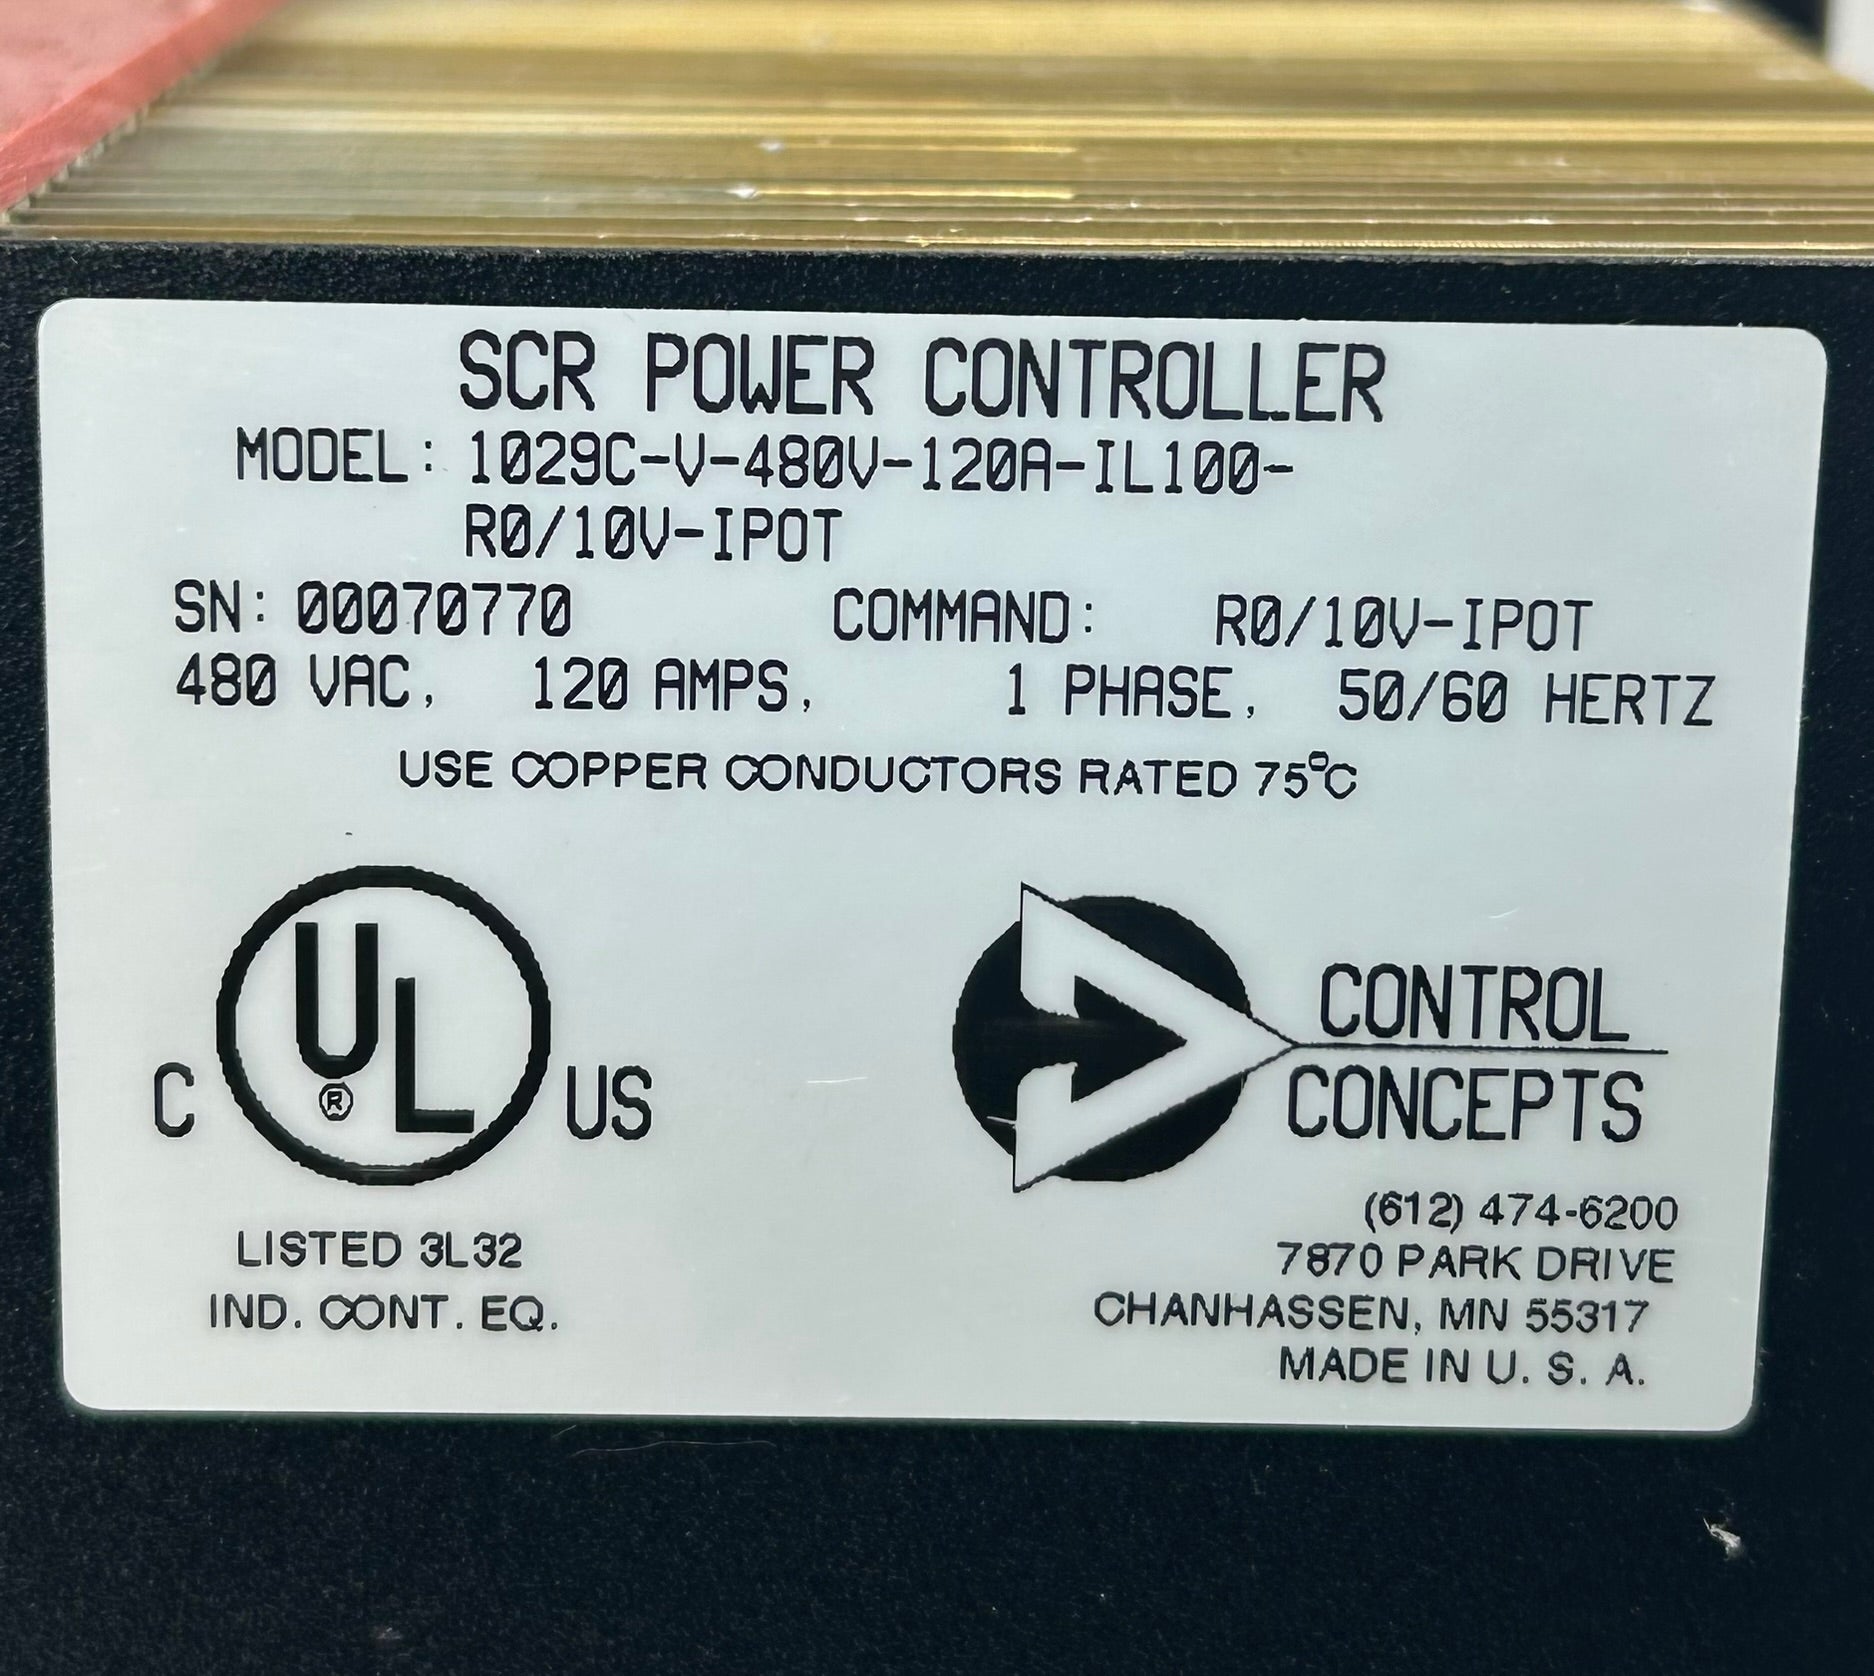 SCR POWER CONTROLLER
MODEL: 1029C-V-480V-120A-IL100-
R0/10V-IPOT
SN: 00070770 COMMAND: R0/10V-IPOT
480 VAC, 120 AMPS, 1 PHASE, 50/60 HERTZ
USE COPPER CONDUCTORS RATED 75°C
C UL ® US
LISTED 3L32
IND. CONT. EQ.
CONTROL
CONCEPTS
(612) 474-6200
7870 PARK DRIVE
CHANHASSEN, MN 55317
MADE IN U. S. A.